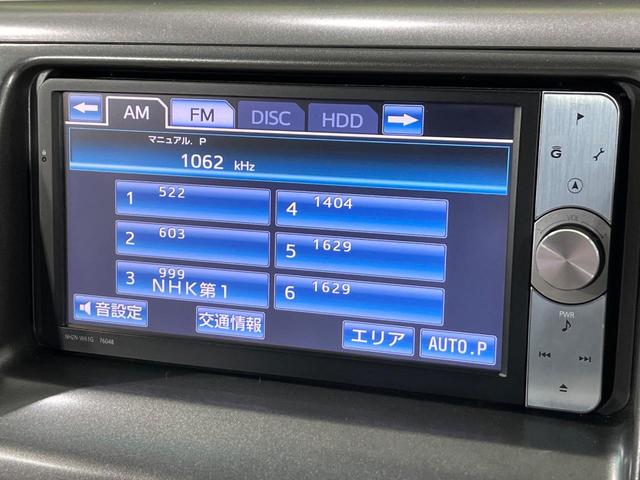 AM FM DISC HDD
マニュアル. P
1062 kHz
1 522
2 603
3 999 NHK第1
4 1404
5 1629
6 1629
音設定
交通情報
エリア
AUTO.P
NHZN-W61G 76048
G
VOL
PWR